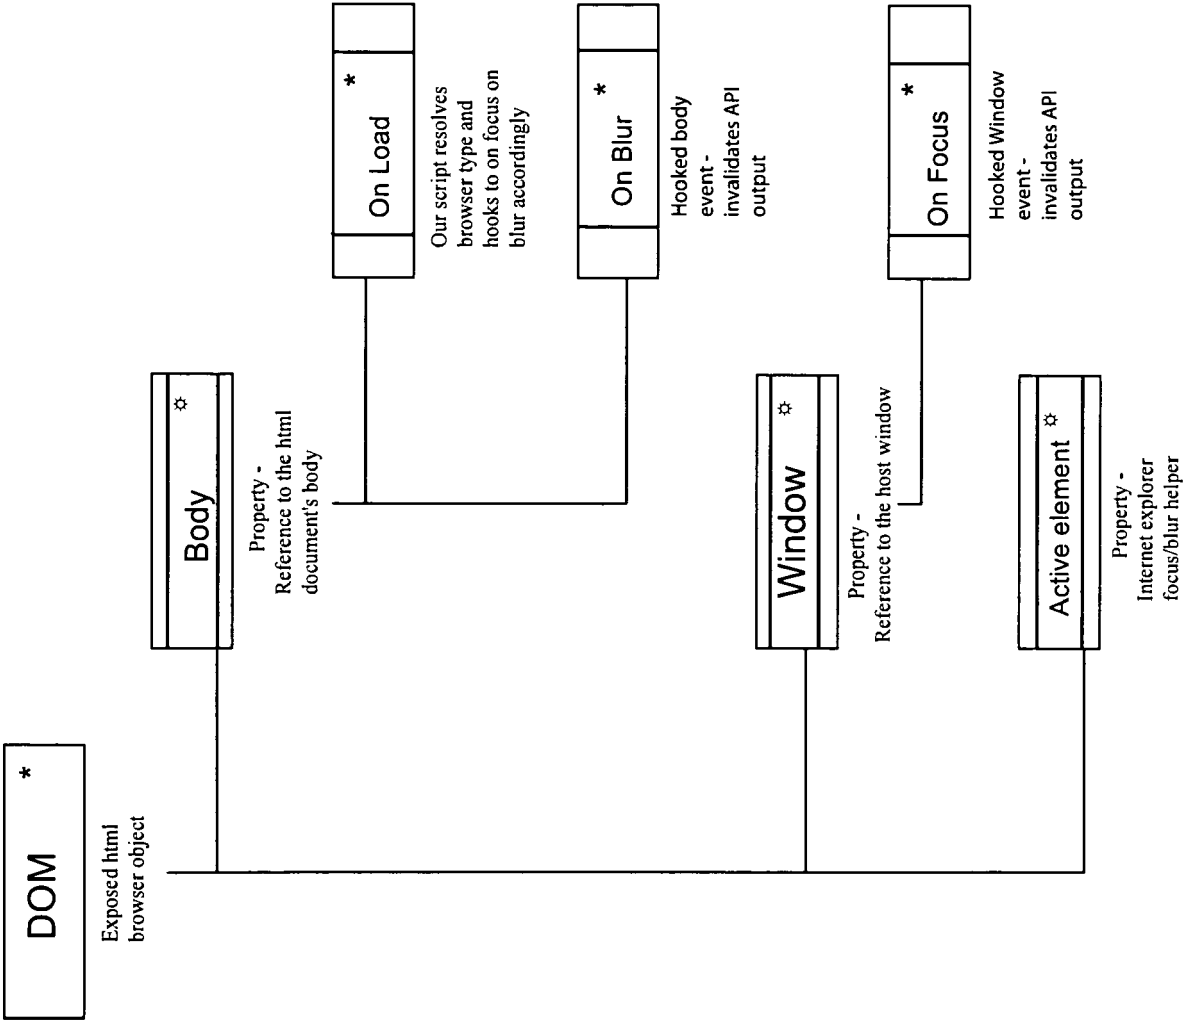 DOM *
Exposed html
browser object
Body ☼
Property -
Reference to the html
document's body
On Load *
Our script resolves
browser type and
hooks to on focus on
blur accordingly
On Blur *
Hooked body
event -
invalidates API
output
Window ☼
Property -
Reference to the host window
On Focus *
Hooked Window
event -
invalidates API
output
Active element ☼
Property -
Internet explorer
focus/blur helper